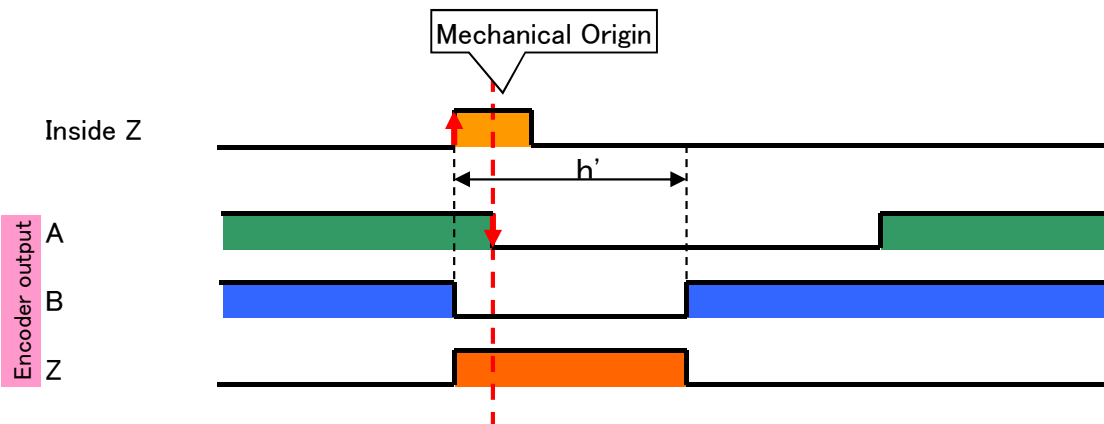 Mechanical Origin
Inside Z
h'
Encoder output
A
B
Z